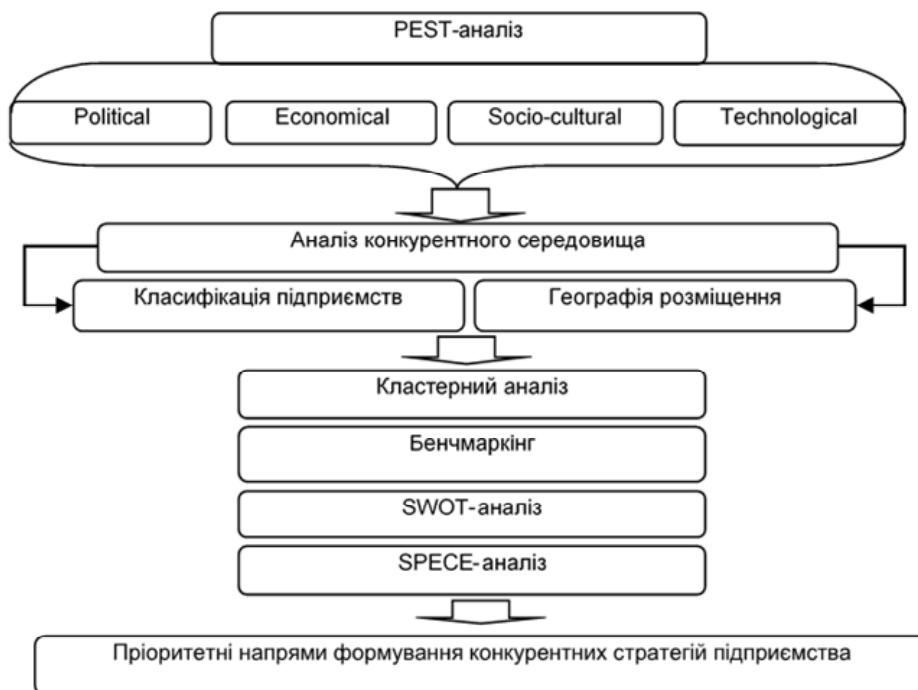 PEST-аналіз
Political
Economical
Socio-cultural
Technological
Аналіз конкурентного середовища
Класифікація підприємств
Географія розміщення
Кластерний аналіз
Бенчмаркінг
SWOT-аналіз
SPECE-аналіз
Пріоритетні напрями формування конкурентних стратегій підприємства